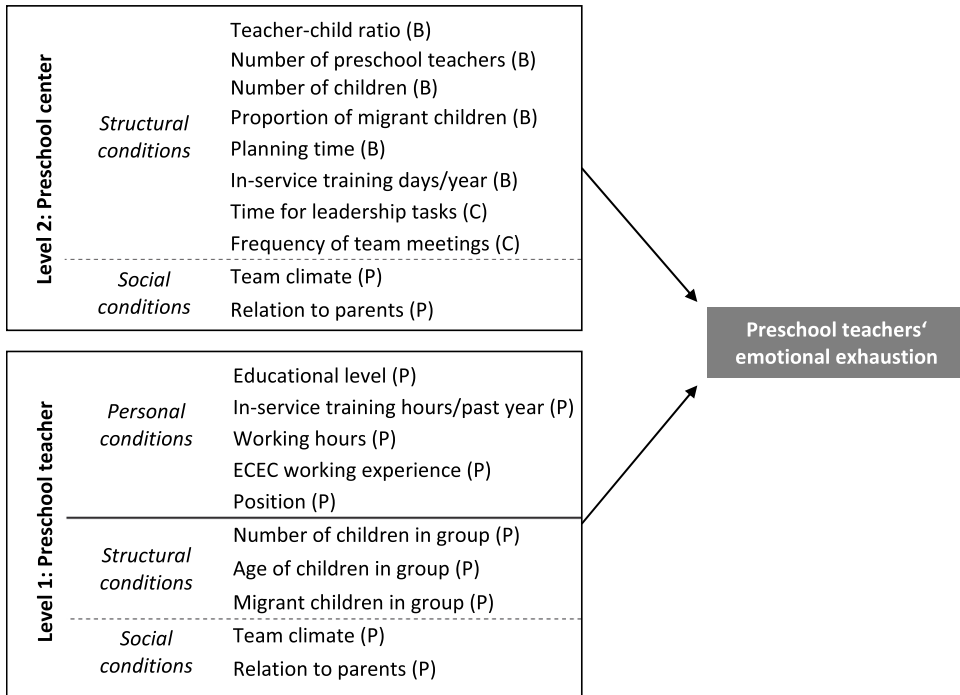 Level 2: Preschool center
Structural
conditions
Teacher-child ratio (B)
Number of preschool teachers (B)
Number of children (B)
Proportion of migrant children (B)
Planning time (B)
In-service training days/year (B)
Time for leadership tasks (C)
Frequency of team meetings (C)
Social
conditions
Team climate (P)
Relation to parents (P)
Preschool teachers‘
emotional exhaustion
Level 1: Preschool teacher
Personal
conditions
Educational level (P)
In-service training hours/past year (P)
Working hours (P)
ECEC working experience (P)
Position (P)
Structural
conditions
Number of children in group (P)
Age of children in group (P)
Migrant children in group (P)
Social
conditions
Team climate (P)
Relation to parents (P)